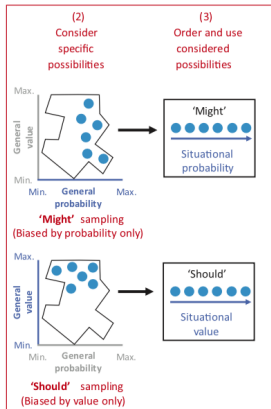 (2)
Consider
specific
possibilities
(3)
Order and use
considered
possibilities
Max.
General
value
Min.
Min.
General
probability
Max.
‘Might’ sampling
(Biased by probability only)
‘Might’
Situational
probability
Max.
General
value
Min.
Min.
General
probability
Max.
‘Should’ sampling
(Biased by value only)
‘Should’
Situational
value